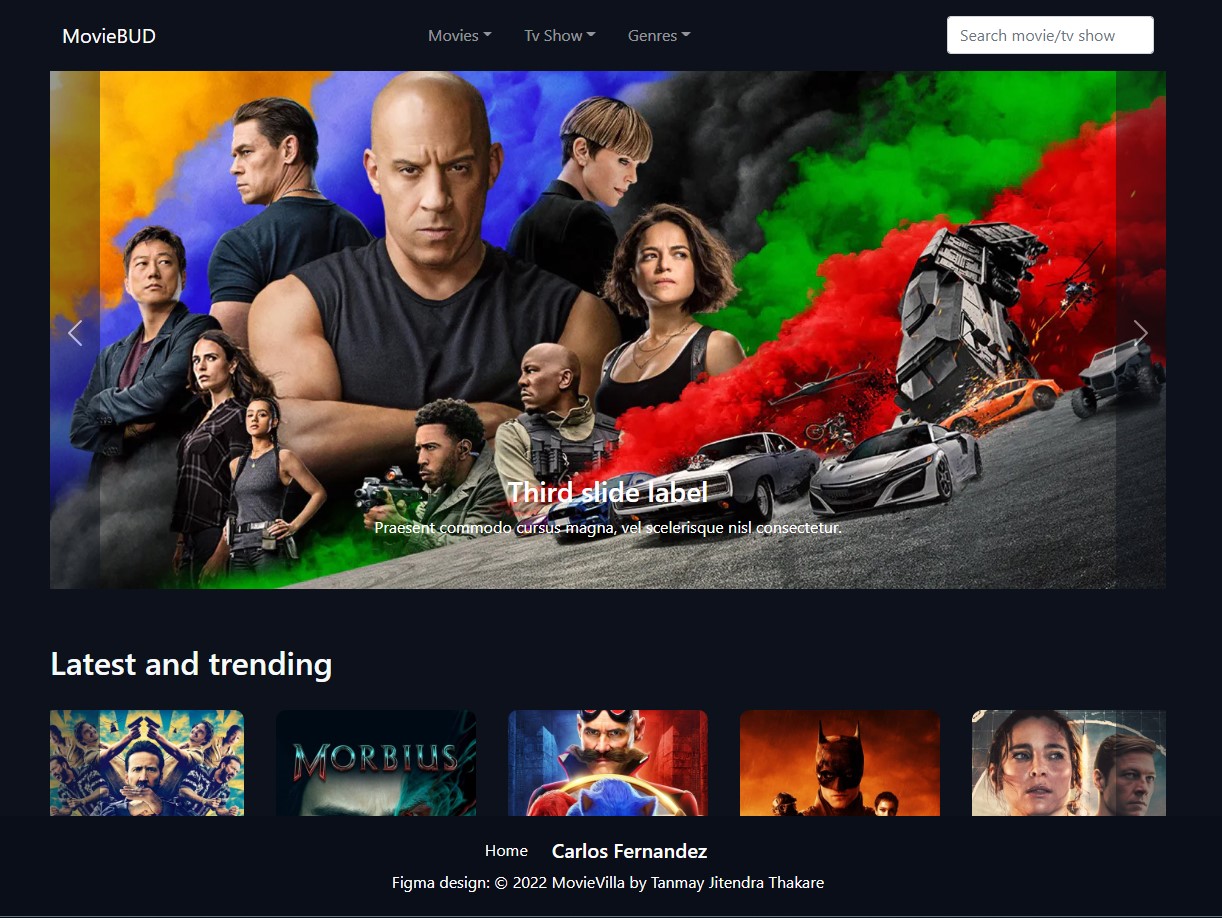 MovieBUD
Movies
Tv Show
Genres
Search movie/tv show
Third slide label
Praesent commodo cursus magna, vel scelerisque nisl consectetur.
Latest and trending
MORBIUS
Home
Carlos Fernandez
Figma design: © 2022 MovieVilla by Tanmay Jitendra Thakare